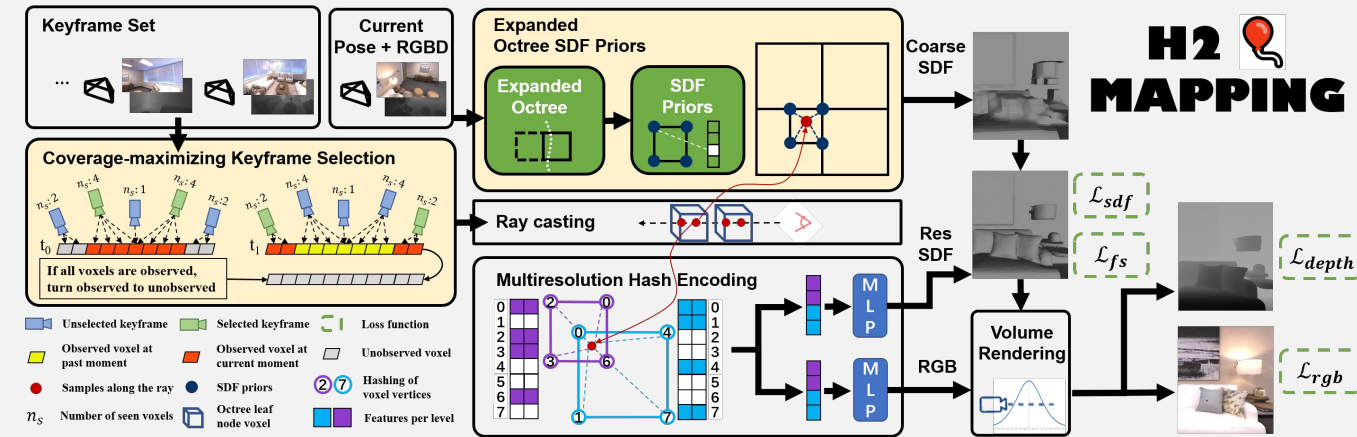 Keyframe Set
...
Current
Pose + RGBD
Expanded
Octree SDF Priors
Expanded
Octree
SDF
Priors
Coarse
SDF
H2
MAPPING
Coverage-maximizing Keyframe Selection
n_s: 2
n_s: 4
n_s: 1
n_s: 4
n_s: 2
t_0
n_s: 2
n_s: 4
n_s: 1
n_s: 4
n_s: 2
t_1
If all voxels are observed,
turn observed to unobserved
Ray casting
Res
SDF
ℒ_sdf
ℒ_fs
ℒ_depth
ℒ_rgb
Multiresolution Hash Encoding
0
1
2
3
4
5
6
7
2
0
3
6
0
4
1
7
0
1
2
3
4
5
6
7
MLP
MLP
RGB
Volume
Rendering
Unselected keyframe
Selected keyframe
Loss function
Observed voxel at
past moment
Observed voxel at
current moment
Unobserved voxel
Samples along the ray
SDF priors
2 7
Hashing of
voxel vertices
n_s
Number of seen voxels
Octree leaf
node voxel
Features per level